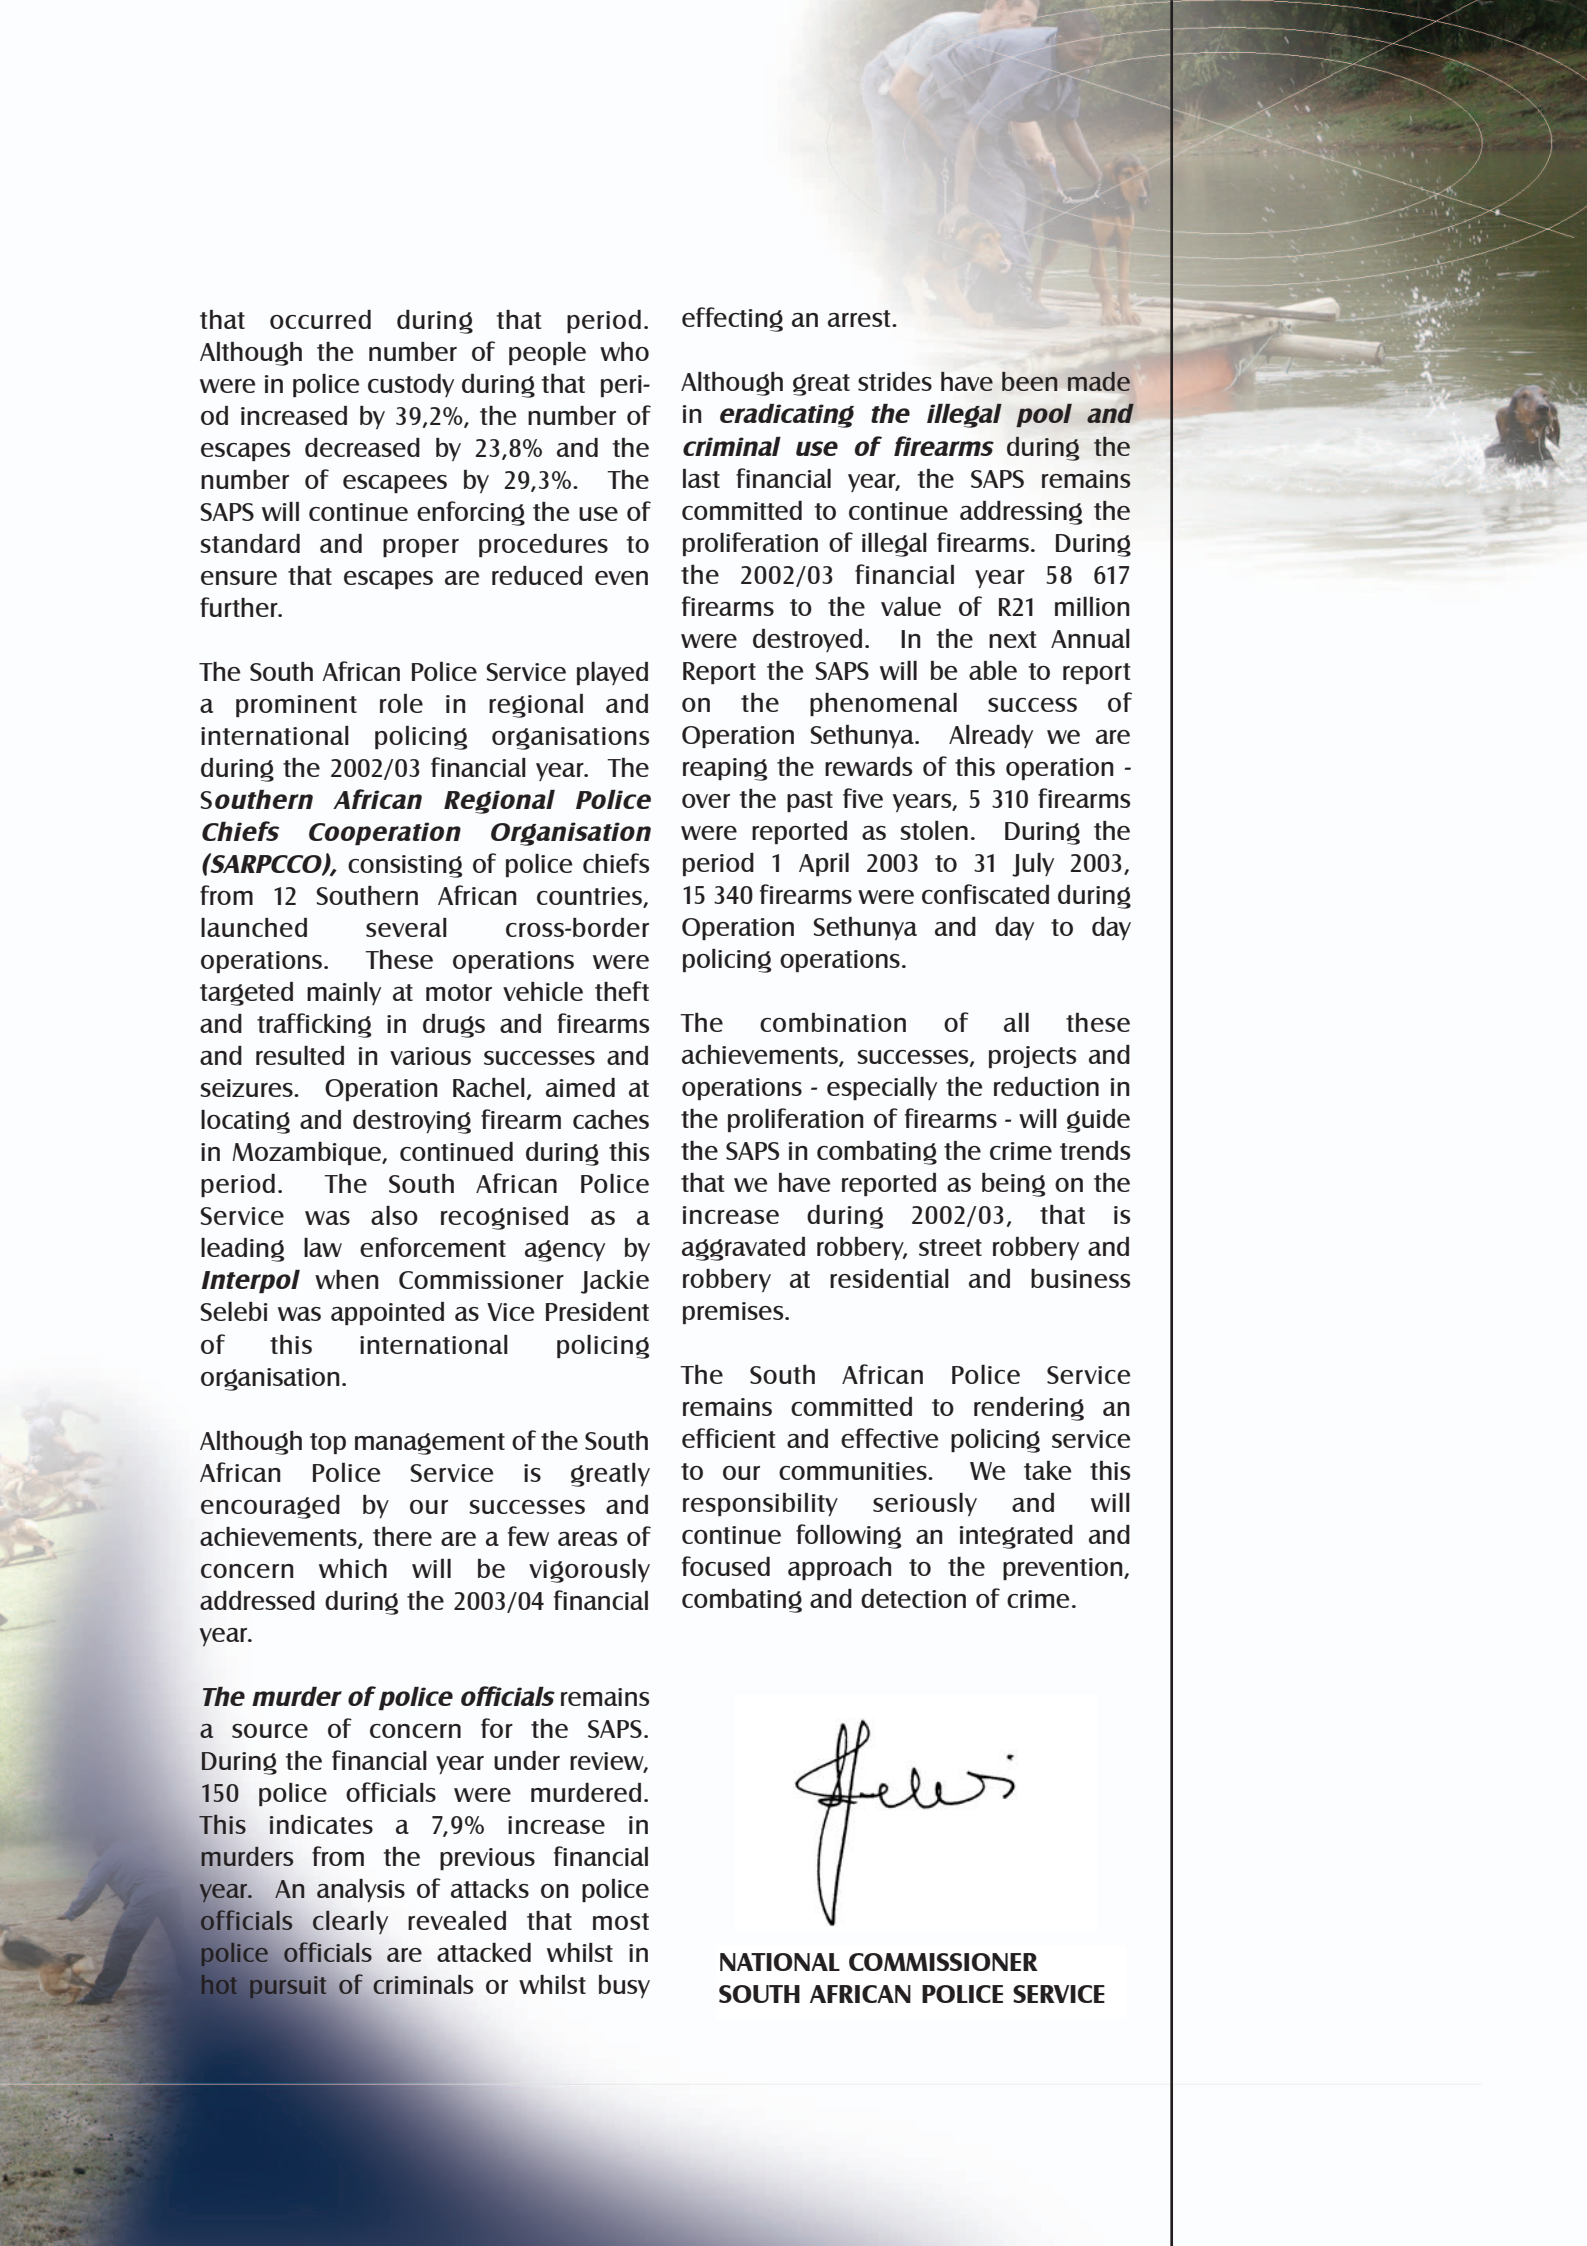 that occurred during that period.
Although the number of people who
were in police custody during that peri-
od increased by 39,2%, the number of
escapes decreased by 23,8% and the
number of escapees by 29,3%. The
SAPS will continue enforcing the use of
standard and proper procedures to
ensure that escapes are reduced even
further.
The South African Police Service played
a prominent role in regional and
international policing organisations
during the 2002/03 financial year. The
Southern African Regional Police
Chiefs Cooperation Organisation
(SARPCCO), consisting of police chiefs
from 12 Southern African countries,
launched several cross-border
operations. These operations were
targeted mainly at motor vehicle theft
and trafficking in drugs and firearms
and resulted in various successes and
seizures. Operation Rachel, aimed at
locating and destroying firearm caches
in Mozambique, continued during this
period. The South African Police
Service was also recognised as a
leading law enforcement agency by
Interpol when Commissioner Jackie
Selebi was appointed as Vice President
of this international policing
organisation.
Although top management of the South
African Police Service is greatly
encouraged by our successes and
achievements, there are a few areas of
concern which will be vigorously
addressed during the 2003/04 financial
year.
The murder of police officials remains
a source of concern for the SAPS.
During the financial year under review,
150 police officials were murdered.
This indicates a 7,9% increase in
murders from the previous financial
year. An analysis of attacks on police
officials clearly revealed that most
police officials are attacked whilst in
hot pursuit of criminals or whilst busy
effecting an arrest.
Although great strides have been made
in eradicating the illegal pool and
criminal use of firearms during the
last financial year, the SAPS remains
committed to continue addressing the
proliferation of illegal firearms. During
the 2002/03 financial year 58 617
firearms to the value of R21 million
were destroyed. In the next Annual
Report the SAPS will be able to report
on the phenomenal success of
Operation Sethunya. Already we are
reaping the rewards of this operation -
over the past five years, 5 310 firearms
were reported as stolen. During the
period 1 April 2003 to 31 July 2003,
15 340 firearms were confiscated during
Operation Sethunya and day to day
policing operations.
The combination of all these
achievements, successes, projects and
operations - especially the reduction in
the proliferation of firearms - will guide
the SAPS in combating the crime trends
that we have reported as being on the
increase during 2002/03, that is
aggravated robbery, street robbery and
robbery at residential and business
premises.
The South African Police Service
remains committed to rendering an
efficient and effective policing service
to our communities. We take this
responsibility seriously and will
continue following an integrated and
focused approach to the prevention,
combating and detection of crime.
NATIONAL COMMISSIONER
SOUTH AFRICAN POLICE SERVICE